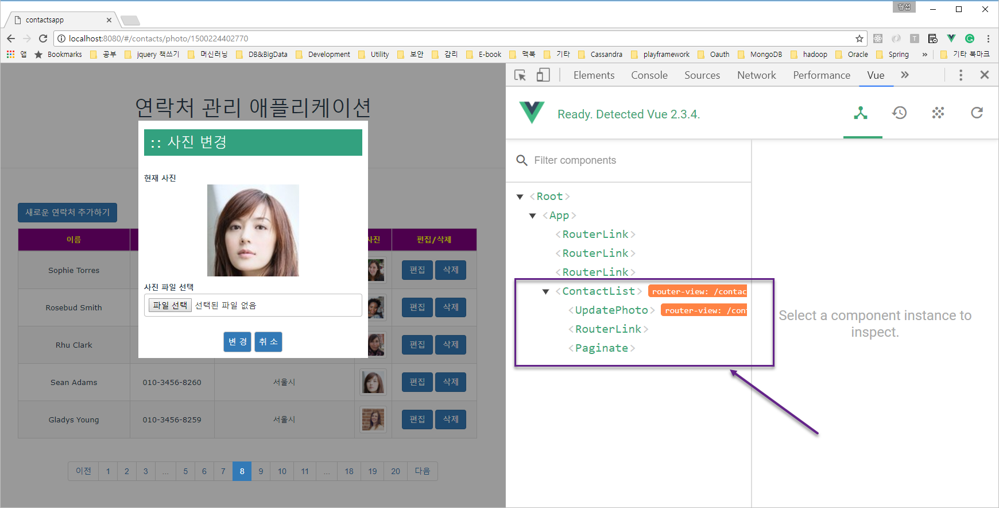 형섭
contactsapp
localhost:8080/#/contacts/photo/1500224402770
앱 Bookmarks 공부 jquery 책쓰기 머신러닝 DB&BigData Development Utility 보안 감리 E-book 맥북 기타 Cassandra playframework Oauth MongoDB hadoop Oracle Spring » 기타 북마크
연락처 관리 애플리케이션
:: 사진 변경
현재 사진
사진 파일 선택
파일 선택 선택된 파일 없음
변 경 취 소
새로운 연락처 추가하기
이름 사진 편집/삭제
Sophie Torres 편집 삭제
Rosebud Smith 편집 삭제
Rhu Clark 편집 삭제
Sean Adams 010-3456-8260 서울시 편집 삭제
Gladys Young 010-3456-8259 서울시 편집 삭제
이전 1 2 3 ... 5 6 7 8 9 10 11 ... 18 19 20 다음
Elements Console Sources Network Performance Vue »
Ready. Detected Vue 2.3.4.
Filter components
<Root>
<App>
<RouterLink>
<RouterLink>
<RouterLink>
<ContactList> router-view: /contac
<UpdatePhoto> router-view: /cont
<RouterLink>
<Paginate>
Select a component instance to
inspect.